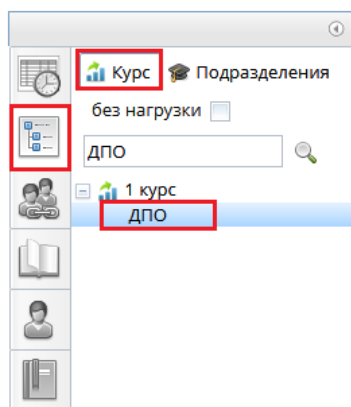 Курс Подразделения
без нагрузки
ДПО
1 курс
ДПО